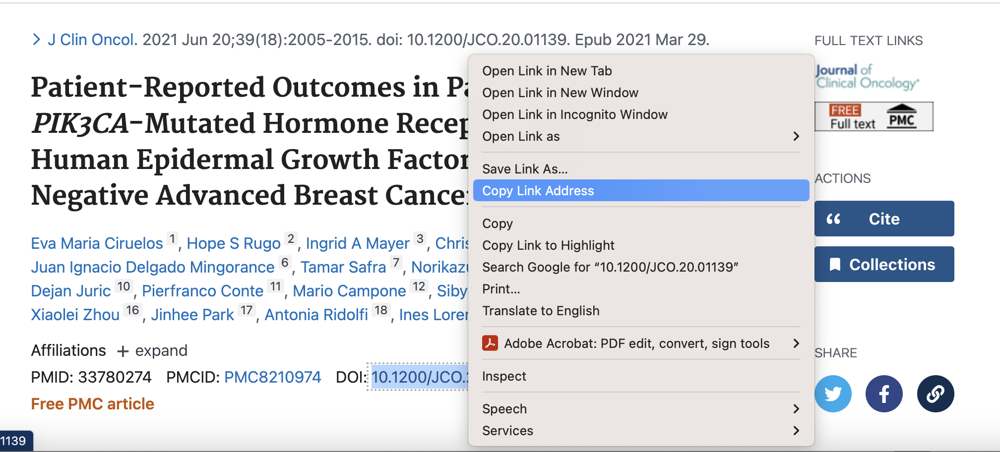 J Clin Oncol. 2021 Jun 20;39(18):2005-2015. doi: 10.1200/JCO.20.01139. Epub 2021 Mar 29.
Patient-Reported Outcomes in
PIK3CA-Mutated Hormone
Human Epidermal Growth Factor
Negative Advanced Breast
Eva Maria Ciruelos 1, Hope S Rugo 2, Ingrid A Mayer 3,
Juan Ignacio Delgado Mingorance 6, Tamar Safra 7,
Dejan Juric 10, Pierfranco Conte 11, Mario Campone 12,
Xiaolei Zhou 16, Jinhee Park 17, Antonia Ridolfi 18, Ines
Affiliations + expand
PMID: 33780274 PMCID: PMC8210974 DOI: 10.1200/JCO.
Free PMC article
1139
Open Link in New Tab
Open Link in New Window
Open Link in Incognito Window
Open Link as
Save Link As...
Copy Link Address
Copy
Copy Link to Highlight
Search Google for “10.1200/JCO.20.01139”
Print...
Translate to English
Adobe Acrobat: PDF edit, convert, sign tools
Inspect
Speech
Services
FULL TEXT LINKS
Journal of
Clinical Oncology
FREE
Full text PMC
ACTIONS
Cite
Collections
SHARE